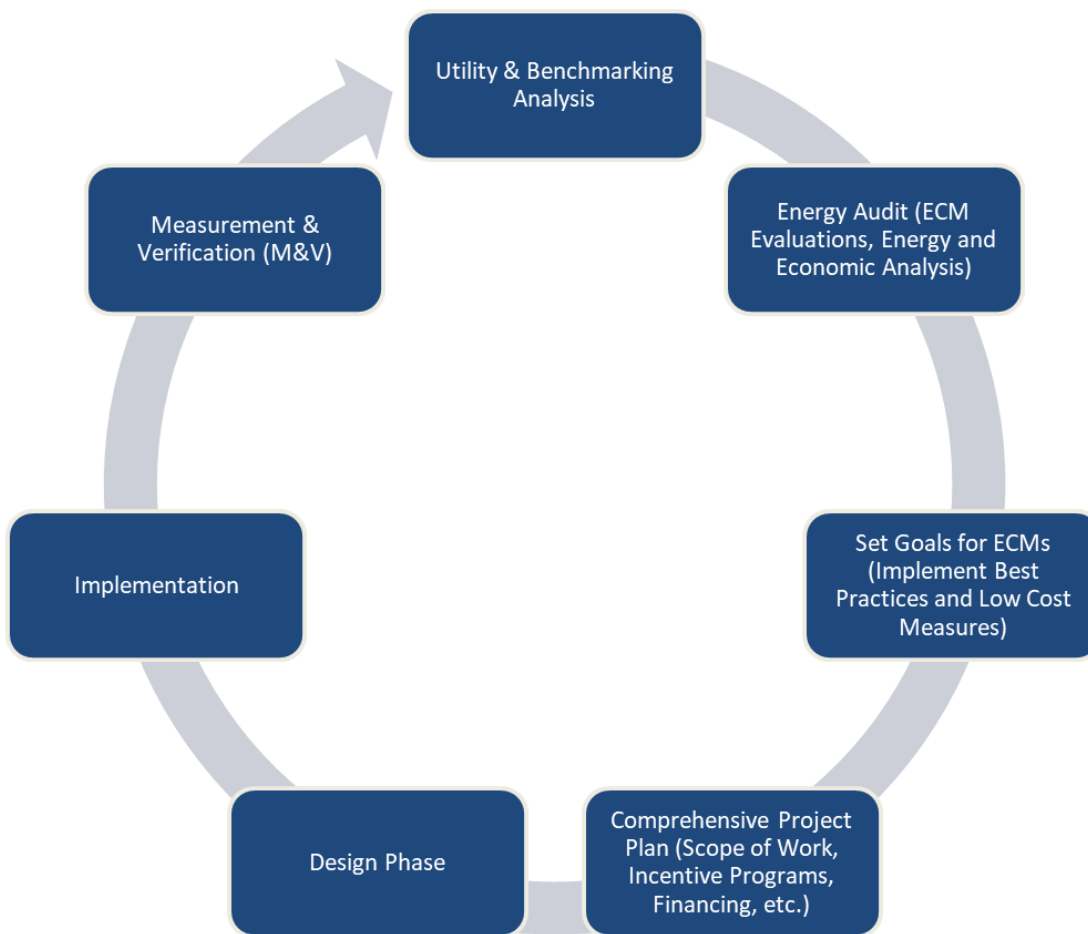 Utility & Benchmarking
Analysis
Energy Audit (ECM
Evaluations, Energy and
Economic Analysis)
Set Goals for ECMs
(Implement Best
Practices and Low Cost
Measures)
Comprehensive Project
Plan (Scope of Work,
Incentive Programs,
Financing, etc.)
Design Phase
Implementation
Measurement &
Verification (M&V)